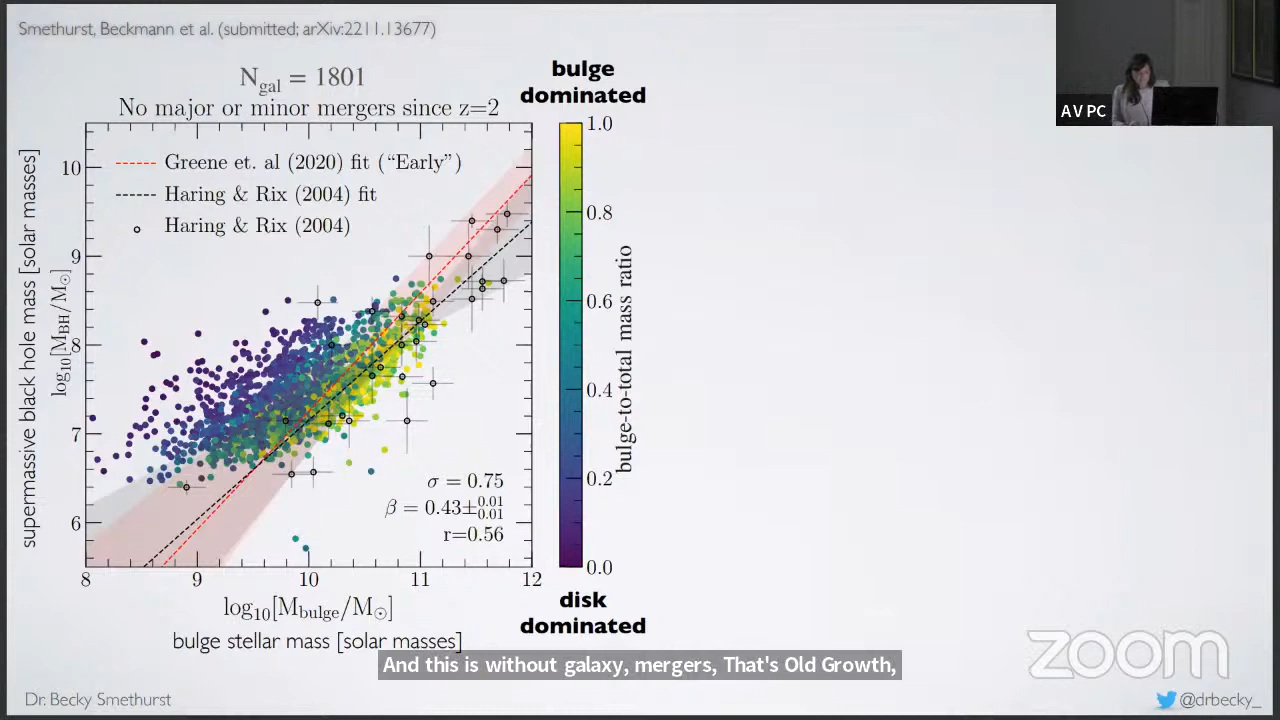 Smethurst, Beckmann et al. (submitted; arXiv:2211.13677)
AV PC
N_gal = 1801
No major or minor mergers since z=2
bulge
dominated
Greene et. al (2020) fit ("Early")
Haring & Rix (2004) fit
Haring & Rix (2004)
supermassive black hole mass [solar masses]
log10[MBH/M⊙]
10
9
8
7
6
σ = 0.75
β = 0.43±0.01 0.01
r=0.56
8
9
10
11
12
log10[Mbulge/M⊙]
bulge stellar mass [solar masses]
1.0
0.8
0.6
0.4
0.2
0.0
bulge-to-total mass ratio
disk
dominated
And this is without galaxy, mergers, That's Old Growth,
zoom
Dr. Becky Smethurst
@drbecky_